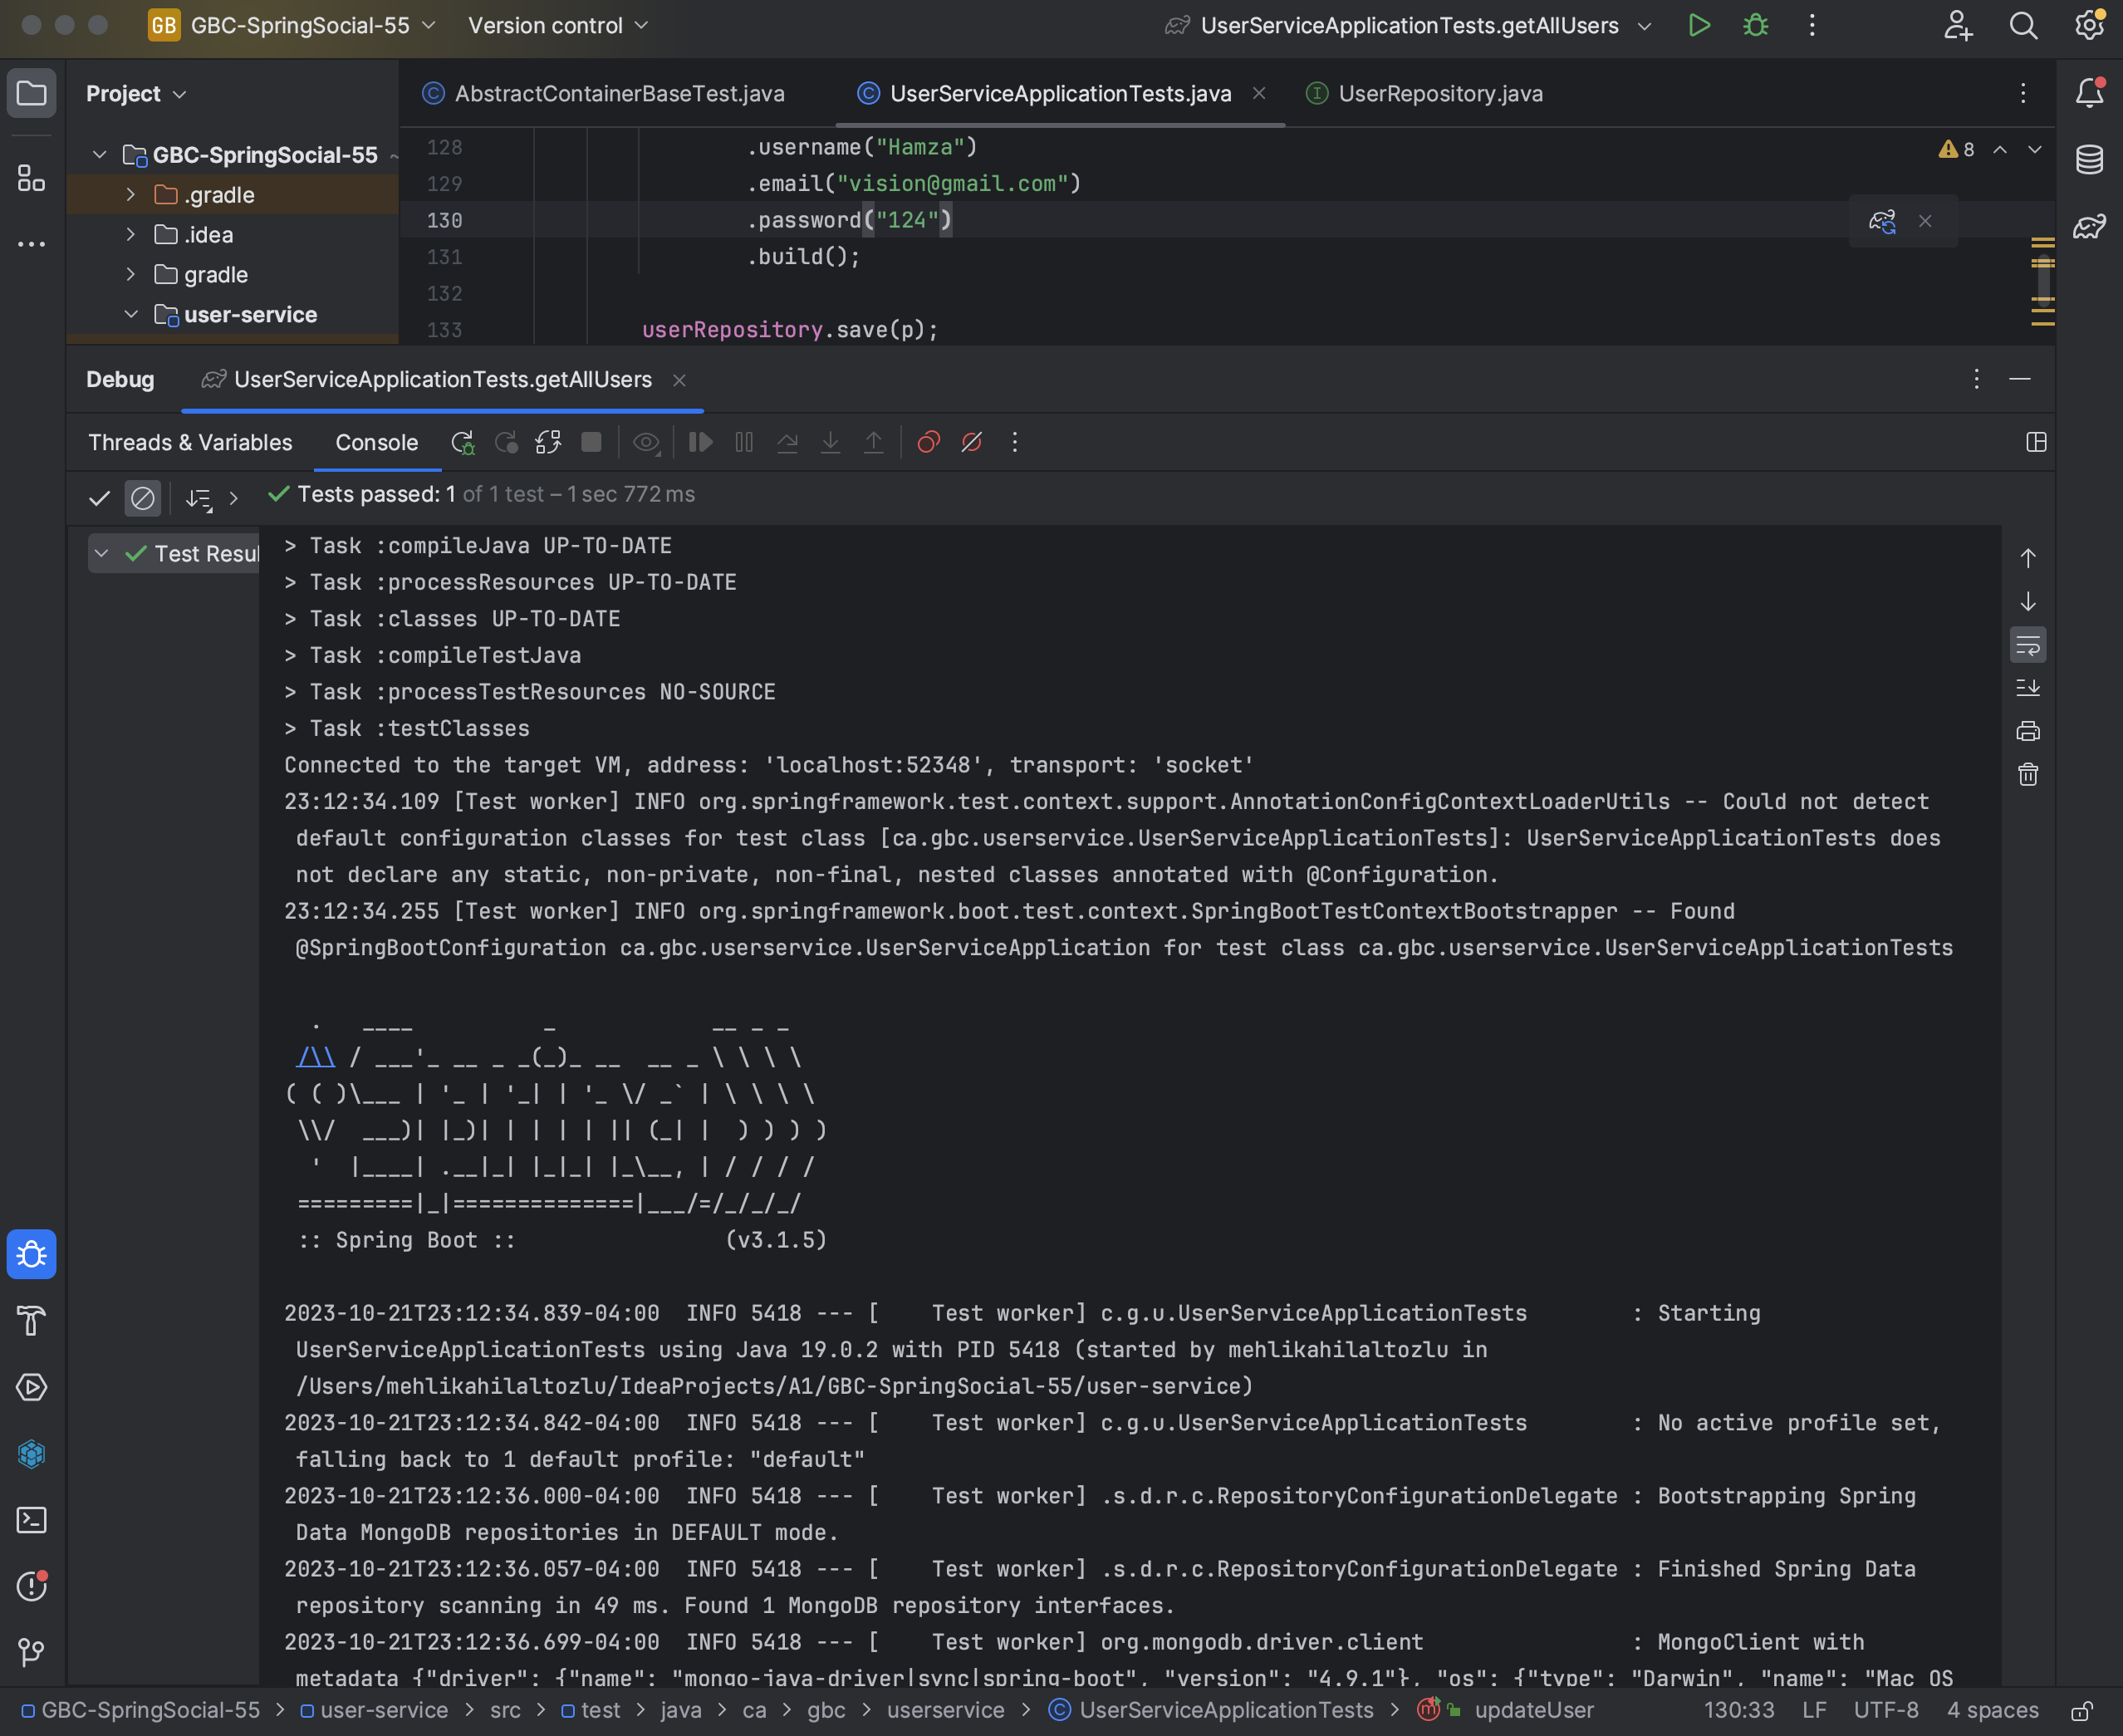 GB GBC-SpringSocial-55 Version control UserServiceApplicationTests.getAllUsers
Project
GBC-SpringSocial-55 ~
.gradle
.idea
gradle
user-service
AbstractContainerBaseTest.java UserServiceApplicationTests.java UserRepository.java
128 .username("Hamza")
129 .email("vision@gmail.com")
130 .password("124")
131 .build();
132
133 userRepository.save(p);
8
Debug UserServiceApplicationTests.getAllUsers
Threads & Variables Console
Tests passed: 1 of 1 test – 1 sec 772 ms
Test Resul
> Task :compileJava UP-TO-DATE
> Task :processResources UP-TO-DATE
> Task :classes UP-TO-DATE
> Task :compileTestJava
> Task :processTestResources NO-SOURCE
> Task :testClasses
Connected to the target VM, address: 'localhost:52348', transport: 'socket'
23:12:34.109 [Test worker] INFO org.springframework.test.context.support.AnnotationConfigContextLoaderUtils -- Could not detect
default configuration classes for test class [ca.gbc.userservice.UserServiceApplicationTests]: UserServiceApplicationTests does
not declare any static, non-private, non-final, nested classes annotated with @Configuration.
23:12:34.255 [Test worker] INFO org.springframework.boot.test.context.SpringBootTestContextBootstrapper -- Found
@SpringBootConfiguration ca.gbc.userservice.UserServiceApplication for test class ca.gbc.userservice.UserServiceApplicationTests
  .   ____          _            __ _ _
 /\\ / ___'_ __ _ _(_)_ __  __ _ \ \ \ \
( ( )\___ | '_ | '_| | '_ \/ _` | \ \ \ \
 \\/  ___)| |_)| | | | | || (_| |  ) ) ) )
  '  |____| .__|_| |_|_| |_\__, | / / / /
 =========|_|==============|___/=/_/_/_/
 :: Spring Boot ::                (v3.1.5)
2023-10-21T23:12:34.839-04:00  INFO 5418 --- [    Test worker] c.g.u.UserServiceApplicationTests        : Starting
UserServiceApplicationTests using Java 19.0.2 with PID 5418 (started by mehlikahilaltozlu in
/Users/mehlikahilaltozlu/IdeaProjects/A1/GBC-SpringSocial-55/user-service)
2023-10-21T23:12:34.842-04:00  INFO 5418 --- [    Test worker] c.g.u.UserServiceApplicationTests        : No active profile set,
falling back to 1 default profile: "default"
2023-10-21T23:12:36.000-04:00  INFO 5418 --- [    Test worker] .s.d.r.c.RepositoryConfigurationDelegate : Bootstrapping Spring
Data MongoDB repositories in DEFAULT mode.
2023-10-21T23:12:36.057-04:00  INFO 5418 --- [    Test worker] .s.d.r.c.RepositoryConfigurationDelegate : Finished Spring Data
repository scanning in 49 ms. Found 1 MongoDB repository interfaces.
2023-10-21T23:12:36.699-04:00  INFO 5418 --- [    Test worker] org.mongodb.driver.client                : MongoClient with
metadata {"driver": {"name": "mongo-java-driver|sync|spring-boot", "version": "4.9.1"}, "os": {"type": "Darwin", "name": "Mac OS
GBC-SpringSocial-55 > user-service > src > test > java > ca > gbc > userservice > UserServiceApplicationTests > updateUser 130:33 LF UTF-8 4 spaces